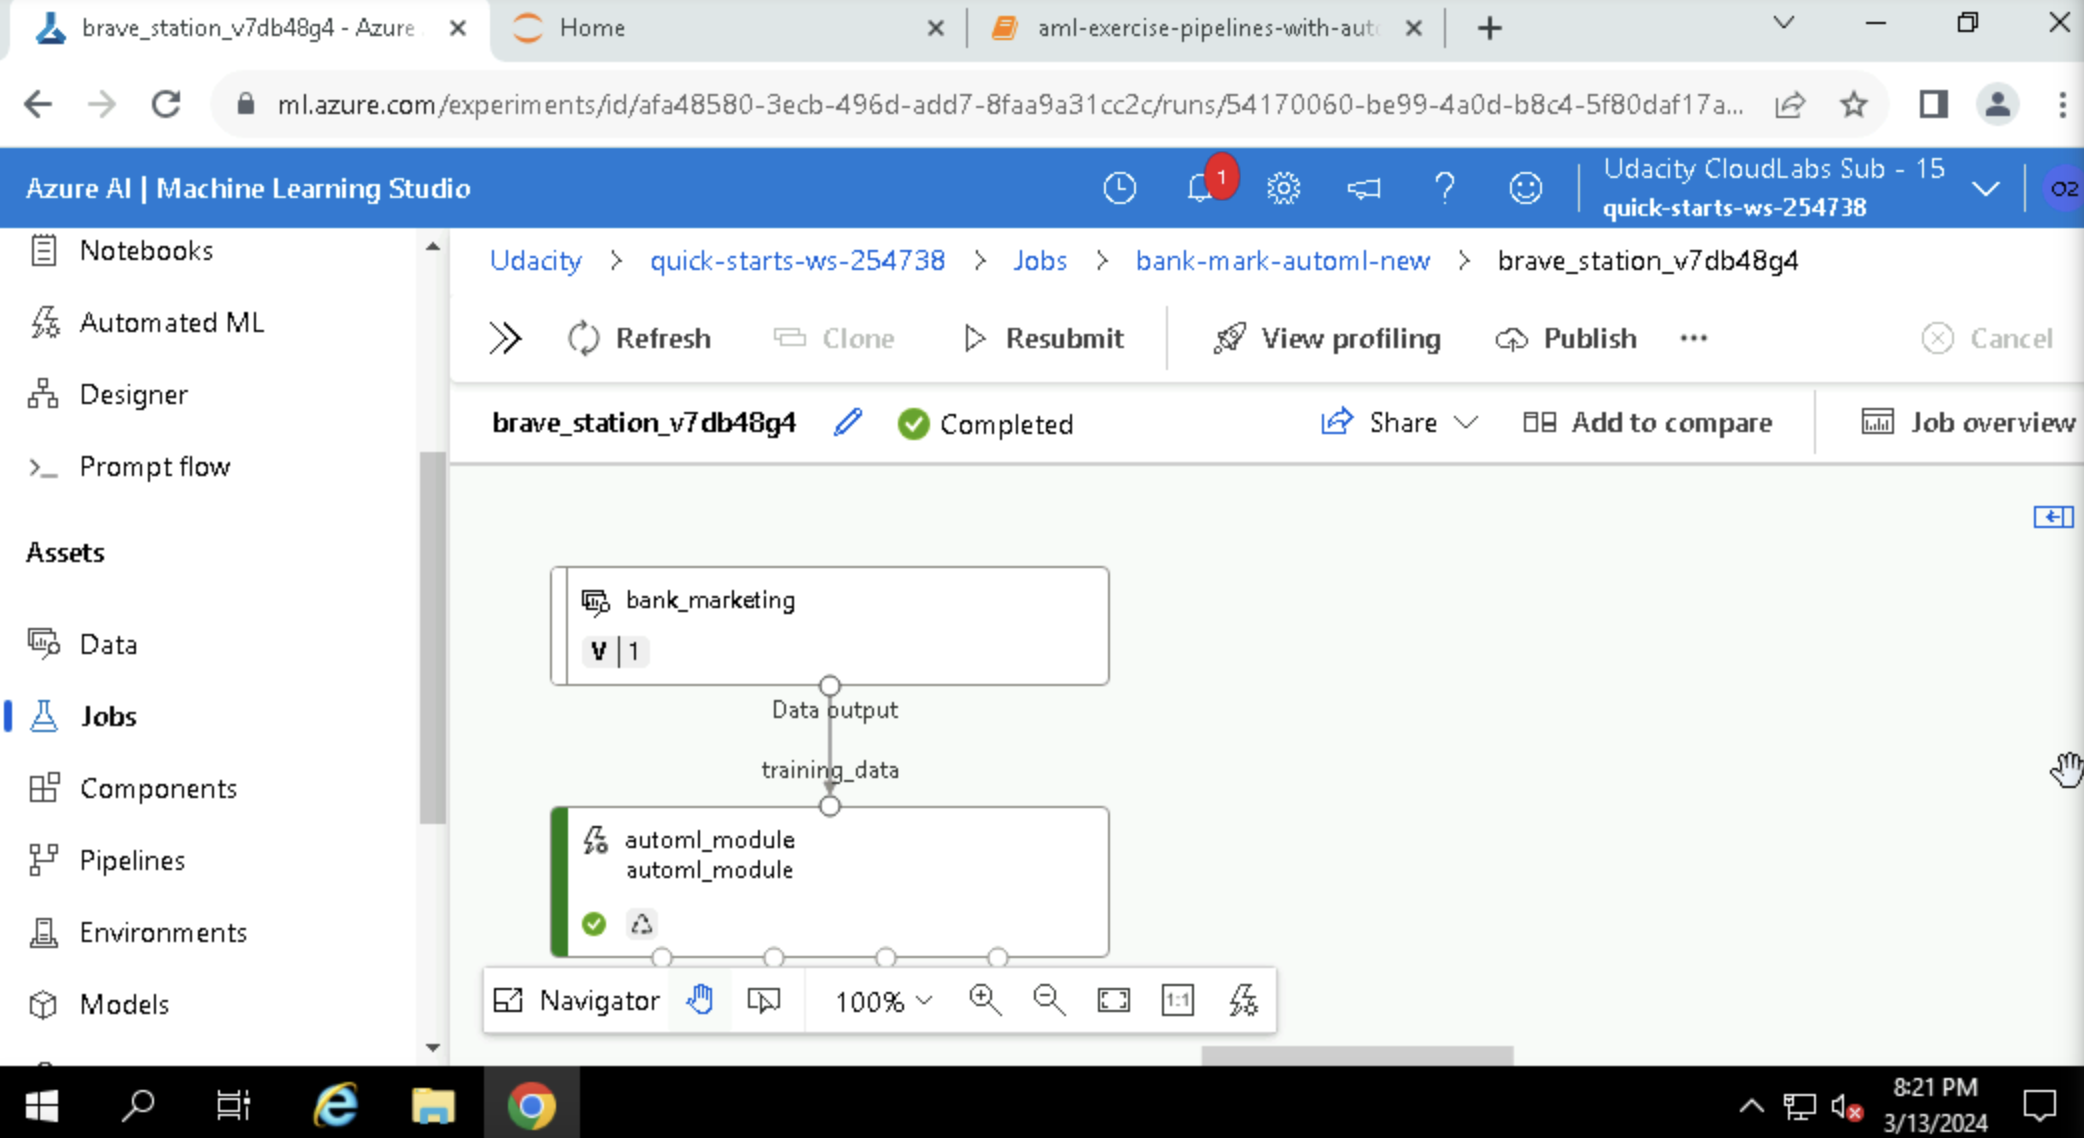 brave_station_v7db48g4 - Azure
Home
aml-exercise-pipelines-with-auto
ml.azure.com/experiments/id/afa48580-3ecb-496d-add7-8faa9a31cc2c/runs/54170060-be99-4a0d-b8c4-5f80daf17a...
Azure AI | Machine Learning Studio
1
Udacity CloudLabs Sub - 15
quick-starts-ws-254738
O2
Notebooks
Automated ML
Designer
Prompt flow
Assets
Data
Jobs
Components
Pipelines
Environments
Models
Udacity > quick-starts-ws-254738 > Jobs > bank-mark-automl-new > brave_station_v7db48g4
Refresh Clone Resubmit View profiling Publish ... Cancel
brave_station_v7db48g4 Completed Share Add to compare Job overview
bank_marketing
V | 1
Data output
training_data
automl_module
automl_module
Navigator 100% 1:1
8:21 PM
3/13/2024